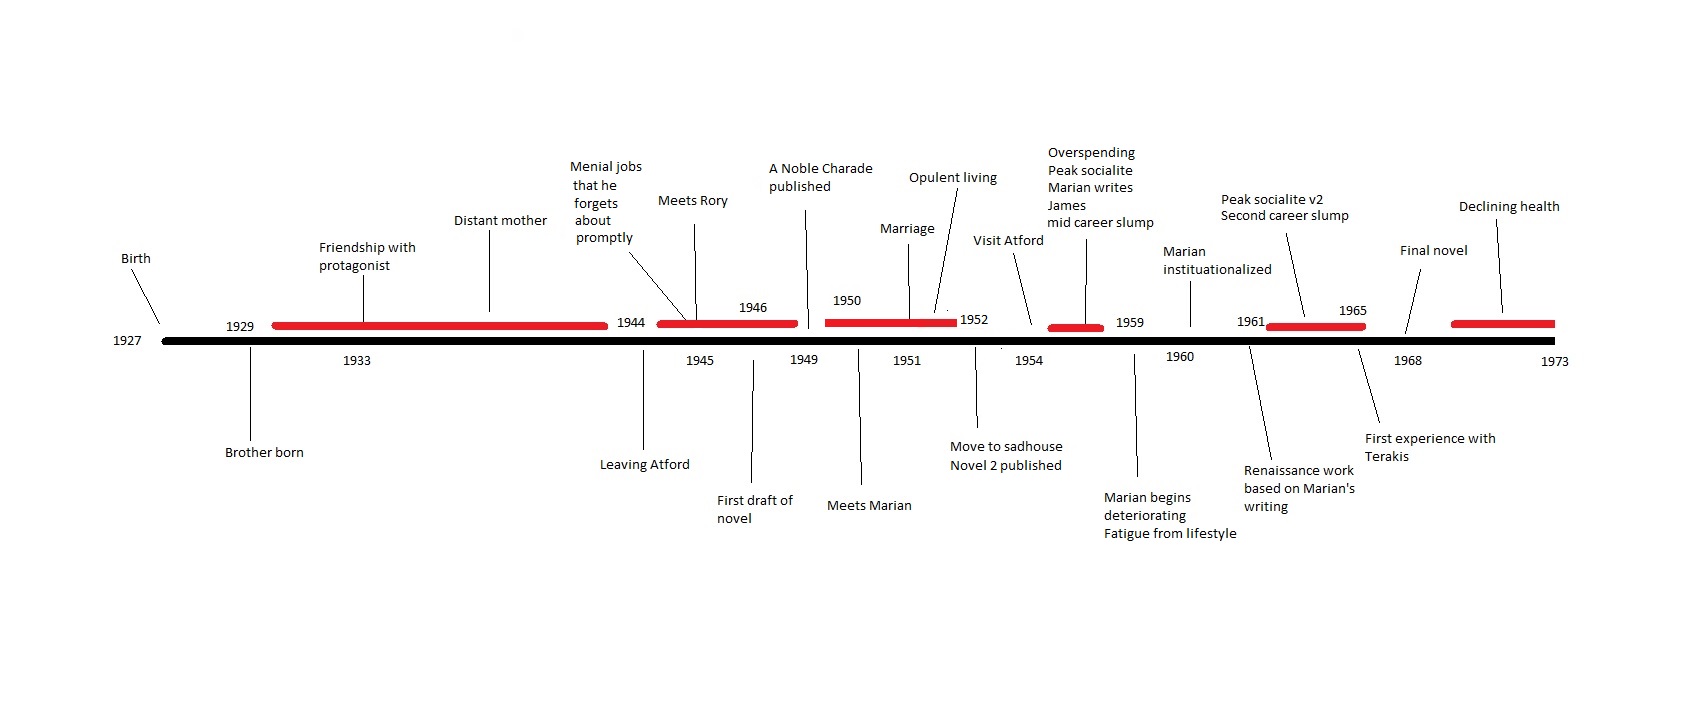 Birth
1927
1929
Brother born
Friendship with
protagonist
1933
Distant mother
Menial jobs
that he
forgets
about
promptly
1944
Leaving Atford
Meets Rory
1945
1946
First draft of
novel
A Noble Charade
published
1949
1950
Meets Marian
Marriage
1951
Opulent living
1952
Move to sadhouse
Novel 2 published
Visit Atford
1954
Overspending
Peak socialite
Marian writes
James
mid career slump
1959
Marian begins
deteriorating
Fatigue from lifestyle
Marian
instituationalized
1960
1961
Renaissance work
based on Marian's
writing
Peak socialite v2
Second career slump
1965
First experience with
Terakis
Final novel
1968
Declining health
1973